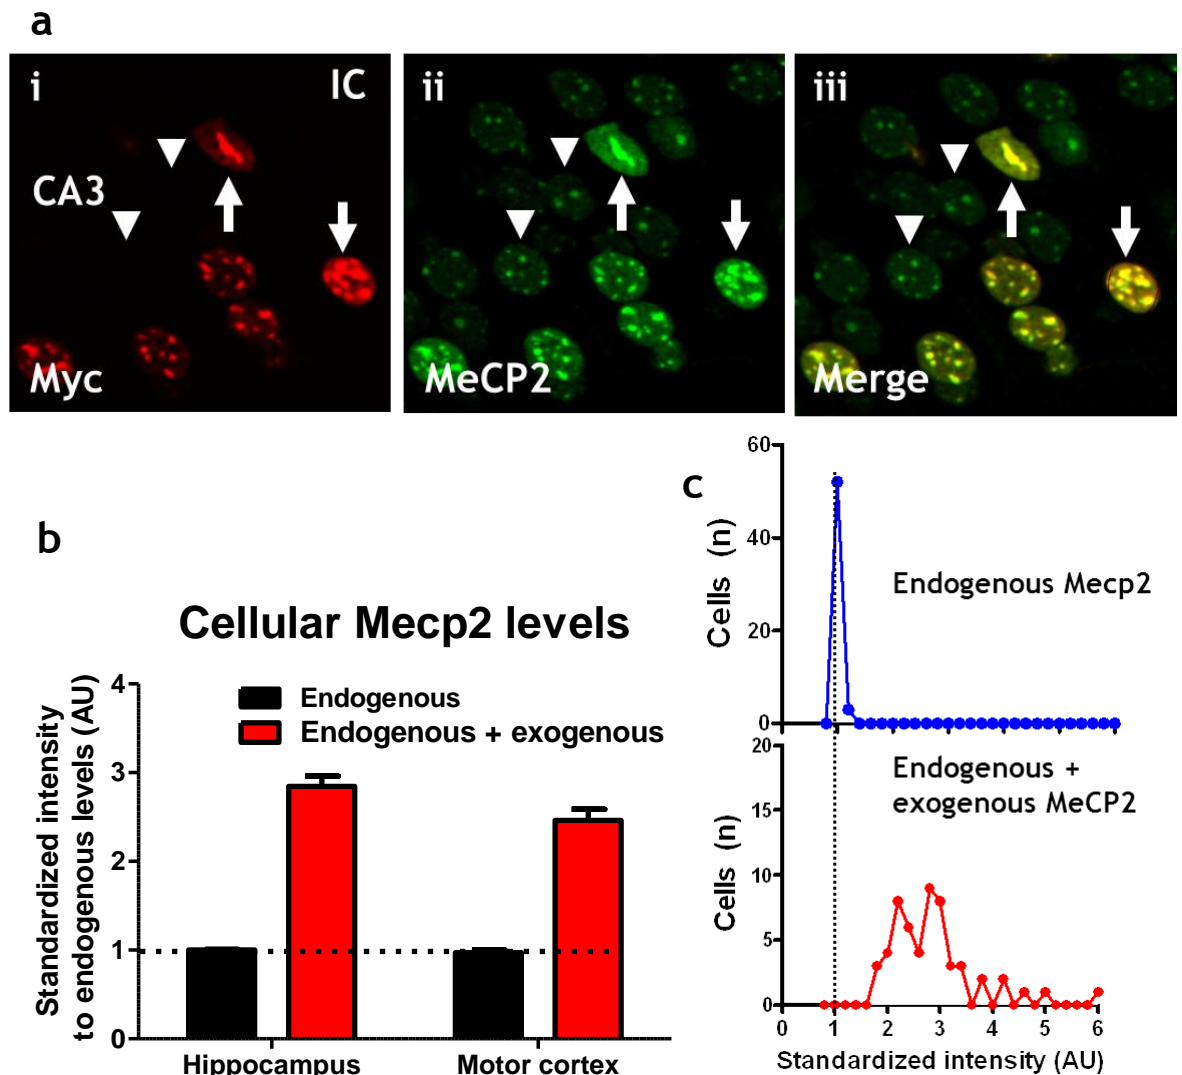 a
i
IC
CA3
Myc
ii
MeCP2
iii
Merge
b
Cellular Mecp2 levels
Standardized intensity
to endogenous levels (AU)
4
3
2
1
0
Endogenous
Endogenous + exogenous
Hippocampus
Motor cortex
c
Cells (n)
60
40
20
0
Endogenous Mecp2
Cells (n)
20
15
10
5
0
Endogenous +
exogenous MeCP2
0 1 2 3 4 5 6
Standardized intensity (AU)